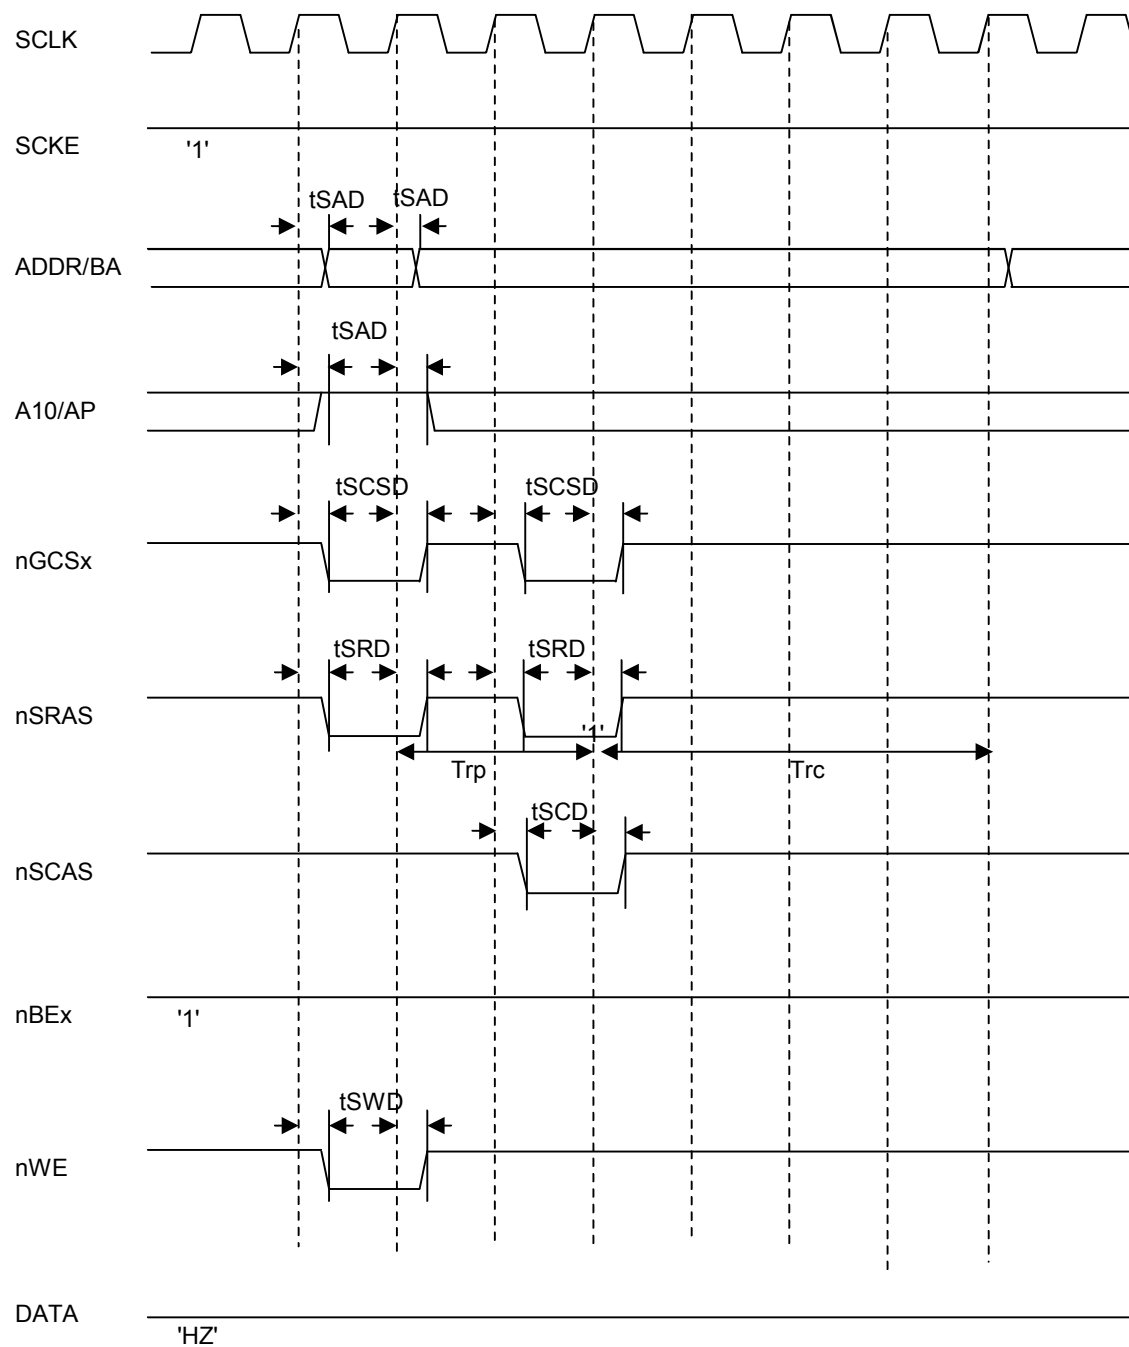 SCLK
SCKE
'1'
tSAD tSAD
ADDR/BA
tSAD
A10/AP
tSCSD tSCSD
nGCSx
tSRD tSRD
nSRAS
'1'
Trp Trc
tSCD
nSCAS
nBEx
'1'
tSWD
nWE
DATA
'HZ'